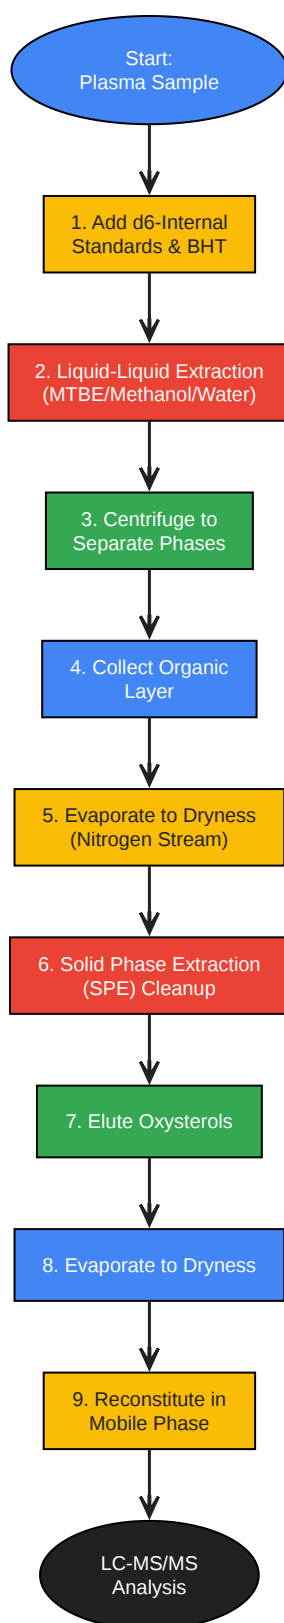 Start:
Plasma Sample
1. Add d6-Internal
Standards & BHT
2. Liquid-Liquid Extraction
(MTBE/Methanol/Water)
3. Centrifuge to
Separate Phases
4. Collect Organic
Layer
5. Evaporate to Dryness
(Nitrogen Stream)
6. Solid Phase Extraction
(SPE) Cleanup
7. Elute Oxysterols
8. Evaporate to Dryness
9. Reconstitute in
Mobile Phase
LC-MS/MS
Analysis